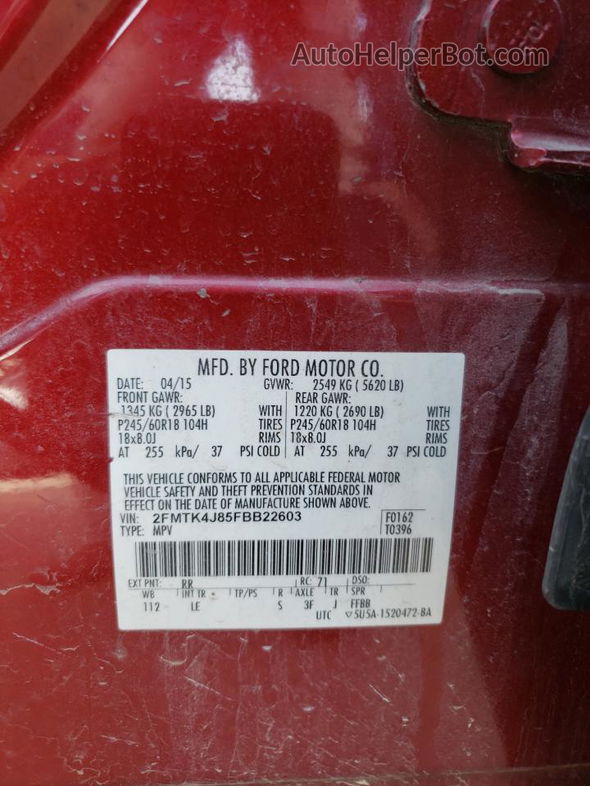 AutoHelperBot.com
MFD. BY FORD MOTOR CO.
DATE: 04/15 GVWR: 2549 KG ( 5620 LB)
FRONT GAWR: REAR GAWR:
1345 KG ( 2965 LB) WITH 1220 KG ( 2690 LB) WITH
P245/60R18 104H TIRES P245/60R18 104H TIRES
18x8.0J RIMS 18x8.0J RIMS
AT 255 kPa/ 37 PSI COLD AT 255 kPa/ 37 PSI COLD
THIS VEHICLE CONFORMS TO ALL APPLICABLE FEDERAL MOTOR
VEHICLE SAFETY AND THEFT PREVENTION STANDARDS IN
EFFECT ON THE DATE OF MANUFACTURE SHOWN ABOVE.
VIN: 2FMTK4J85FBB22603 F0162
TYPE: MPV T0396
EXT PNT: RR RC: 71 DSO:
WB INT TR TP/PS R AXLE TR SPR
112 LE S 3F J FFBB
UTC 5U5A-1520472-BA